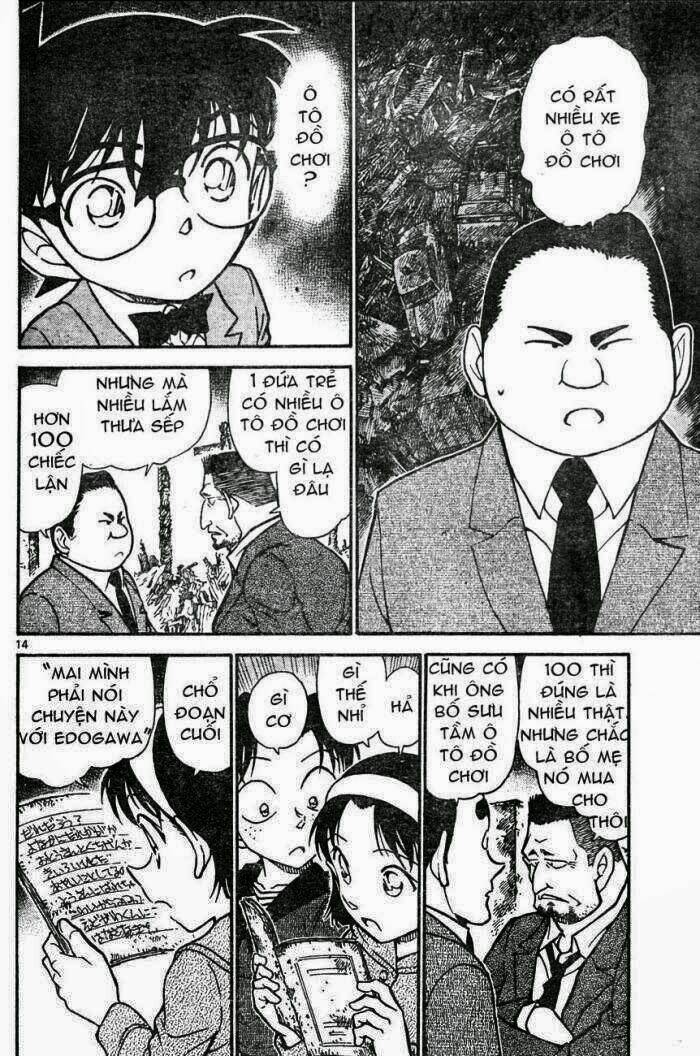 CÓ RẤT
NHIỀU XE
Ô TÔ
ĐỒ CHƠI
Ô
TÔ
ĐỒ
CHƠI
?
1 ĐỨA TRẺ
CÓ NHIỀU Ô
TÔ ĐỒ CHƠI
THÌ CÓ
GÌ LẠ
ĐÂU
NHƯNG MÀ
NHIỀU LẮM
THƯA SẾP
HƠN
100
CHIẾC
LẬN
14
100 THÌ
ĐÚNG LÀ
NHIỀU THẬT,
NHƯNG CHẮC
LÀ BỐ MẸ
NÓ MUA
CHO
THÔI
CŨNG CÓ
KHI ÔNG
BỐ SƯU
TẦM Ô
TÔ ĐỒ
CHƠI
HẢ
GÌ
THẾ
NHỈ
GÌ
CƠ
CHỔ
ĐOẠN
CUỐI
"MAI MÌNH
PHẢI NÓI
CHUYỆN NÀY
VỚI EDOGAWA"